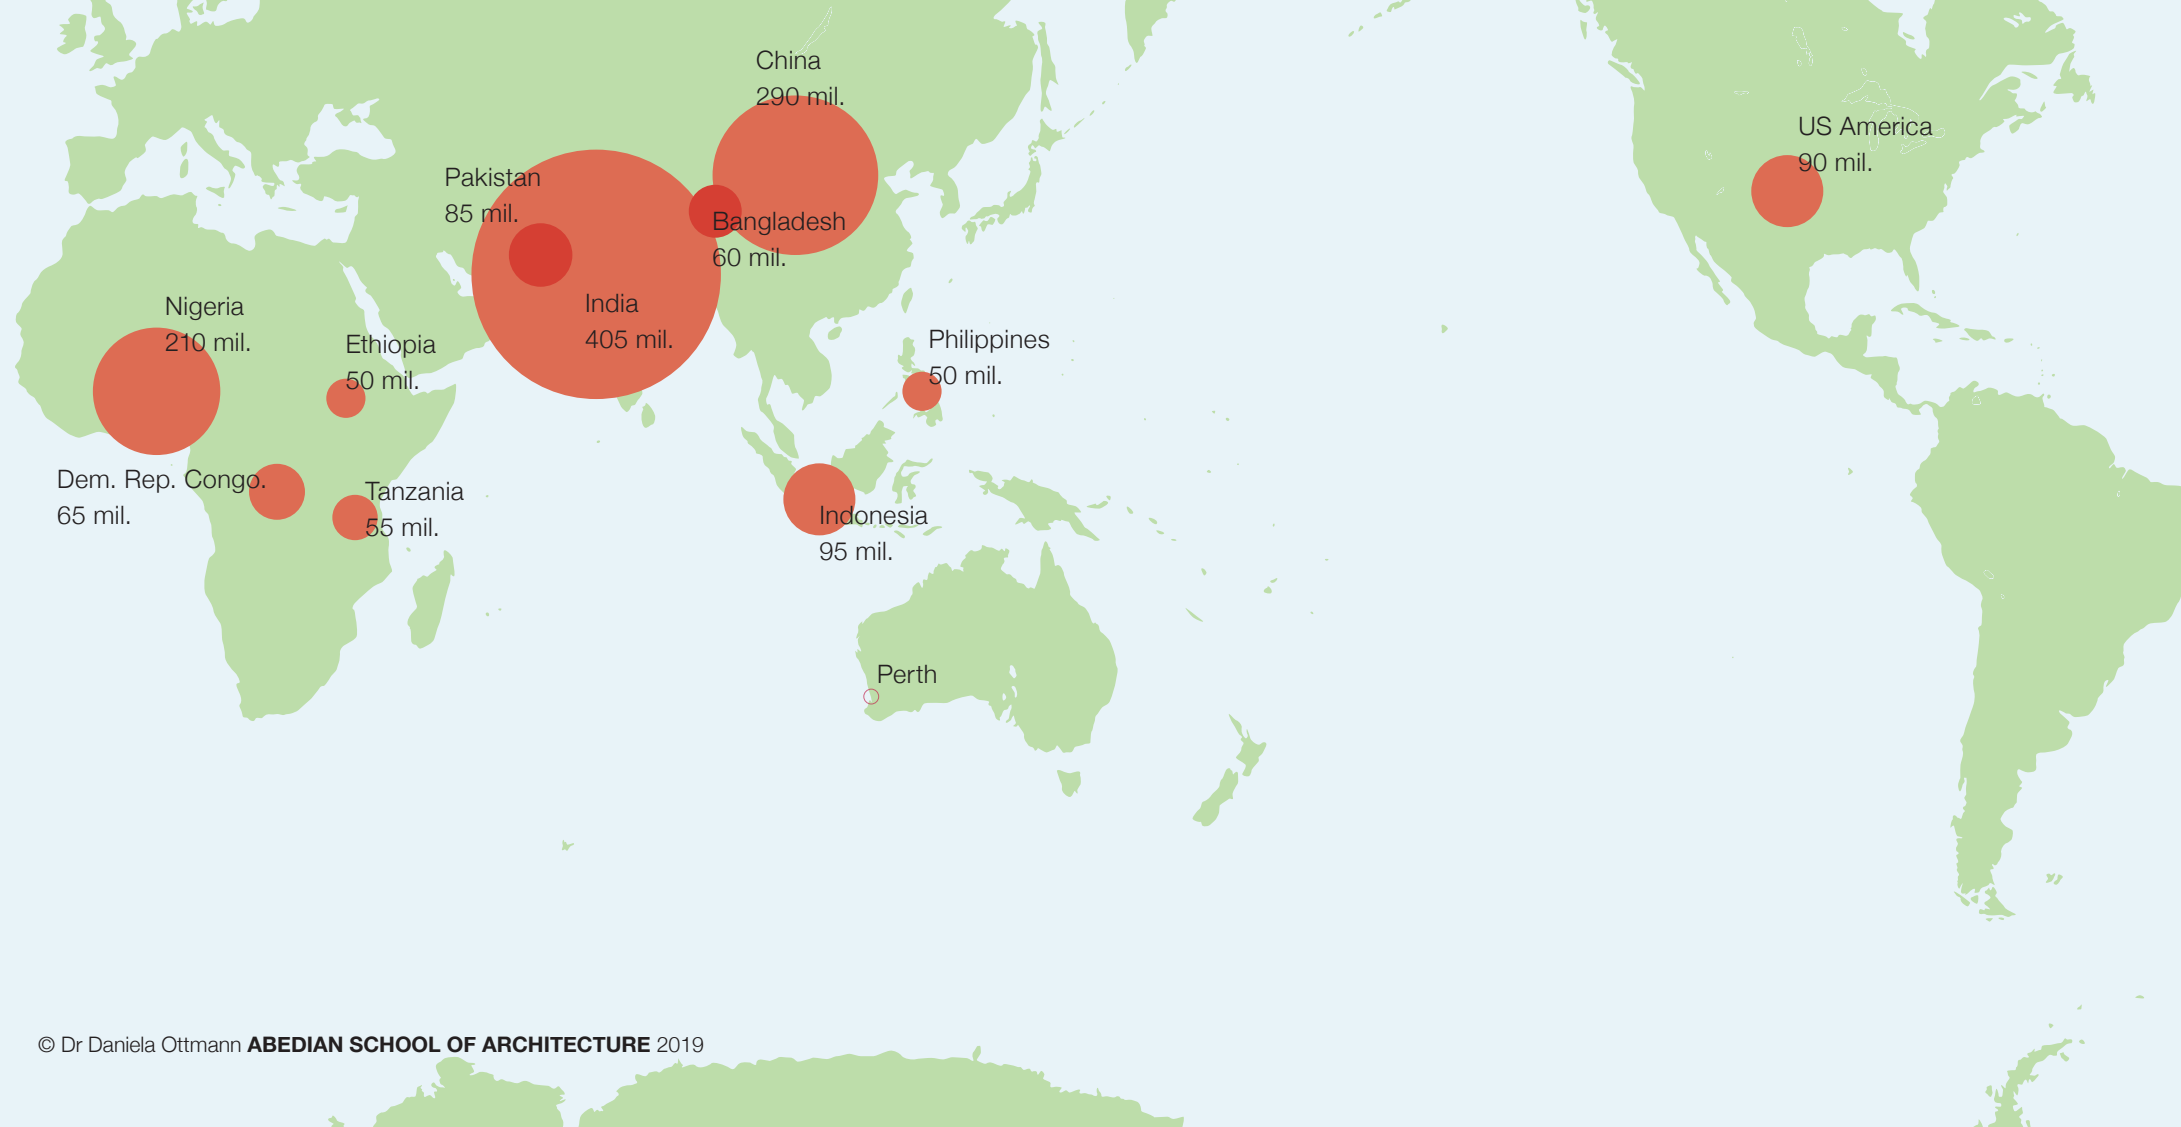 China
290 mil.
US America
90 mil.
Pakistan
85 mil.
Bangladesh
60 mil.
Nigeria
210 mil.
India
405 mil.
Ethiopia
50 mil.
Philippines
50 mil.
Dem. Rep. Congo.
65 mil.
Tanzania
55 mil.
Indonesia
95 mil.
Perth
© Dr Daniela Ottmann ABEDIAN SCHOOL OF ARCHITECTURE 2019